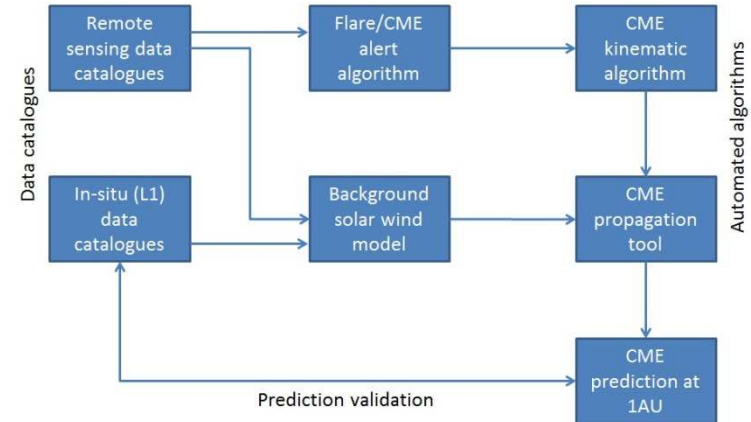 Remote
sensing data
catalogues
Flare/CME
alert
algorithm
CME
kinematic
algorithm
Data catalogues
Automated algorithms
In-situ (L1)
data
catalogues
Background
solar wind
model
CME
propagation
tool
CME
prediction at
1AU
Prediction validation